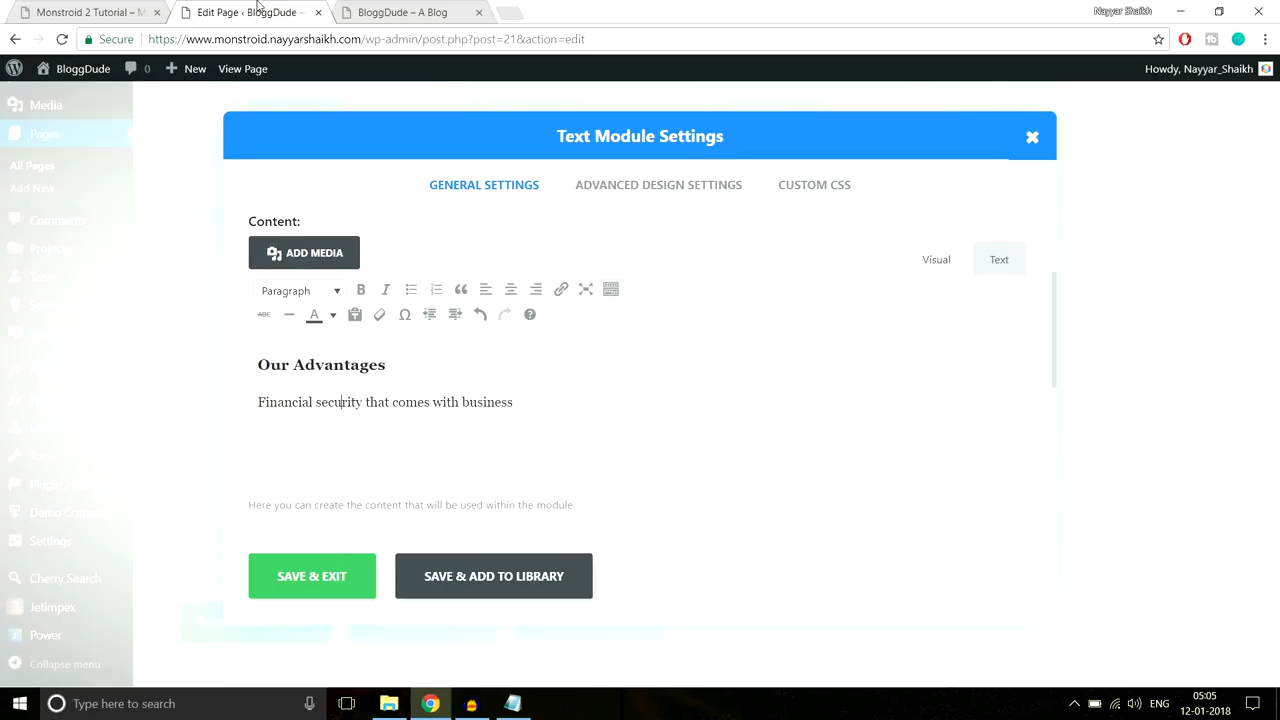 Monstroid 2 Tutorial – M
Edit Page ‹ BloggDude –
BloggDude – A Blog
Nayyar Shaikh
Secure
https://www.monstroid.nayyarshaikh.com/wp-admin/post.php?post=21&action=edit
BloggDude
0
New
View Page
Howdy, Nayyar_Shaikh
Media
Pages
All Pages
Add New
Comments
Projects
Settings
Cherry Search
Jetimpex
Power
Collapse menu
Text Module Settings
GENERAL SETTINGS
ADVANCED DESIGN SETTINGS
CUSTOM CSS
Content:
ADD MEDIA
Visual
Text
Paragraph
B
I
ABC
A
Our Advantages
Financial security that comes with business
Here you can create the content that will be used within the module.
SAVE & EXIT
SAVE & ADD TO LIBRARY
Type here to search
ENG
05:05
12-01-2018